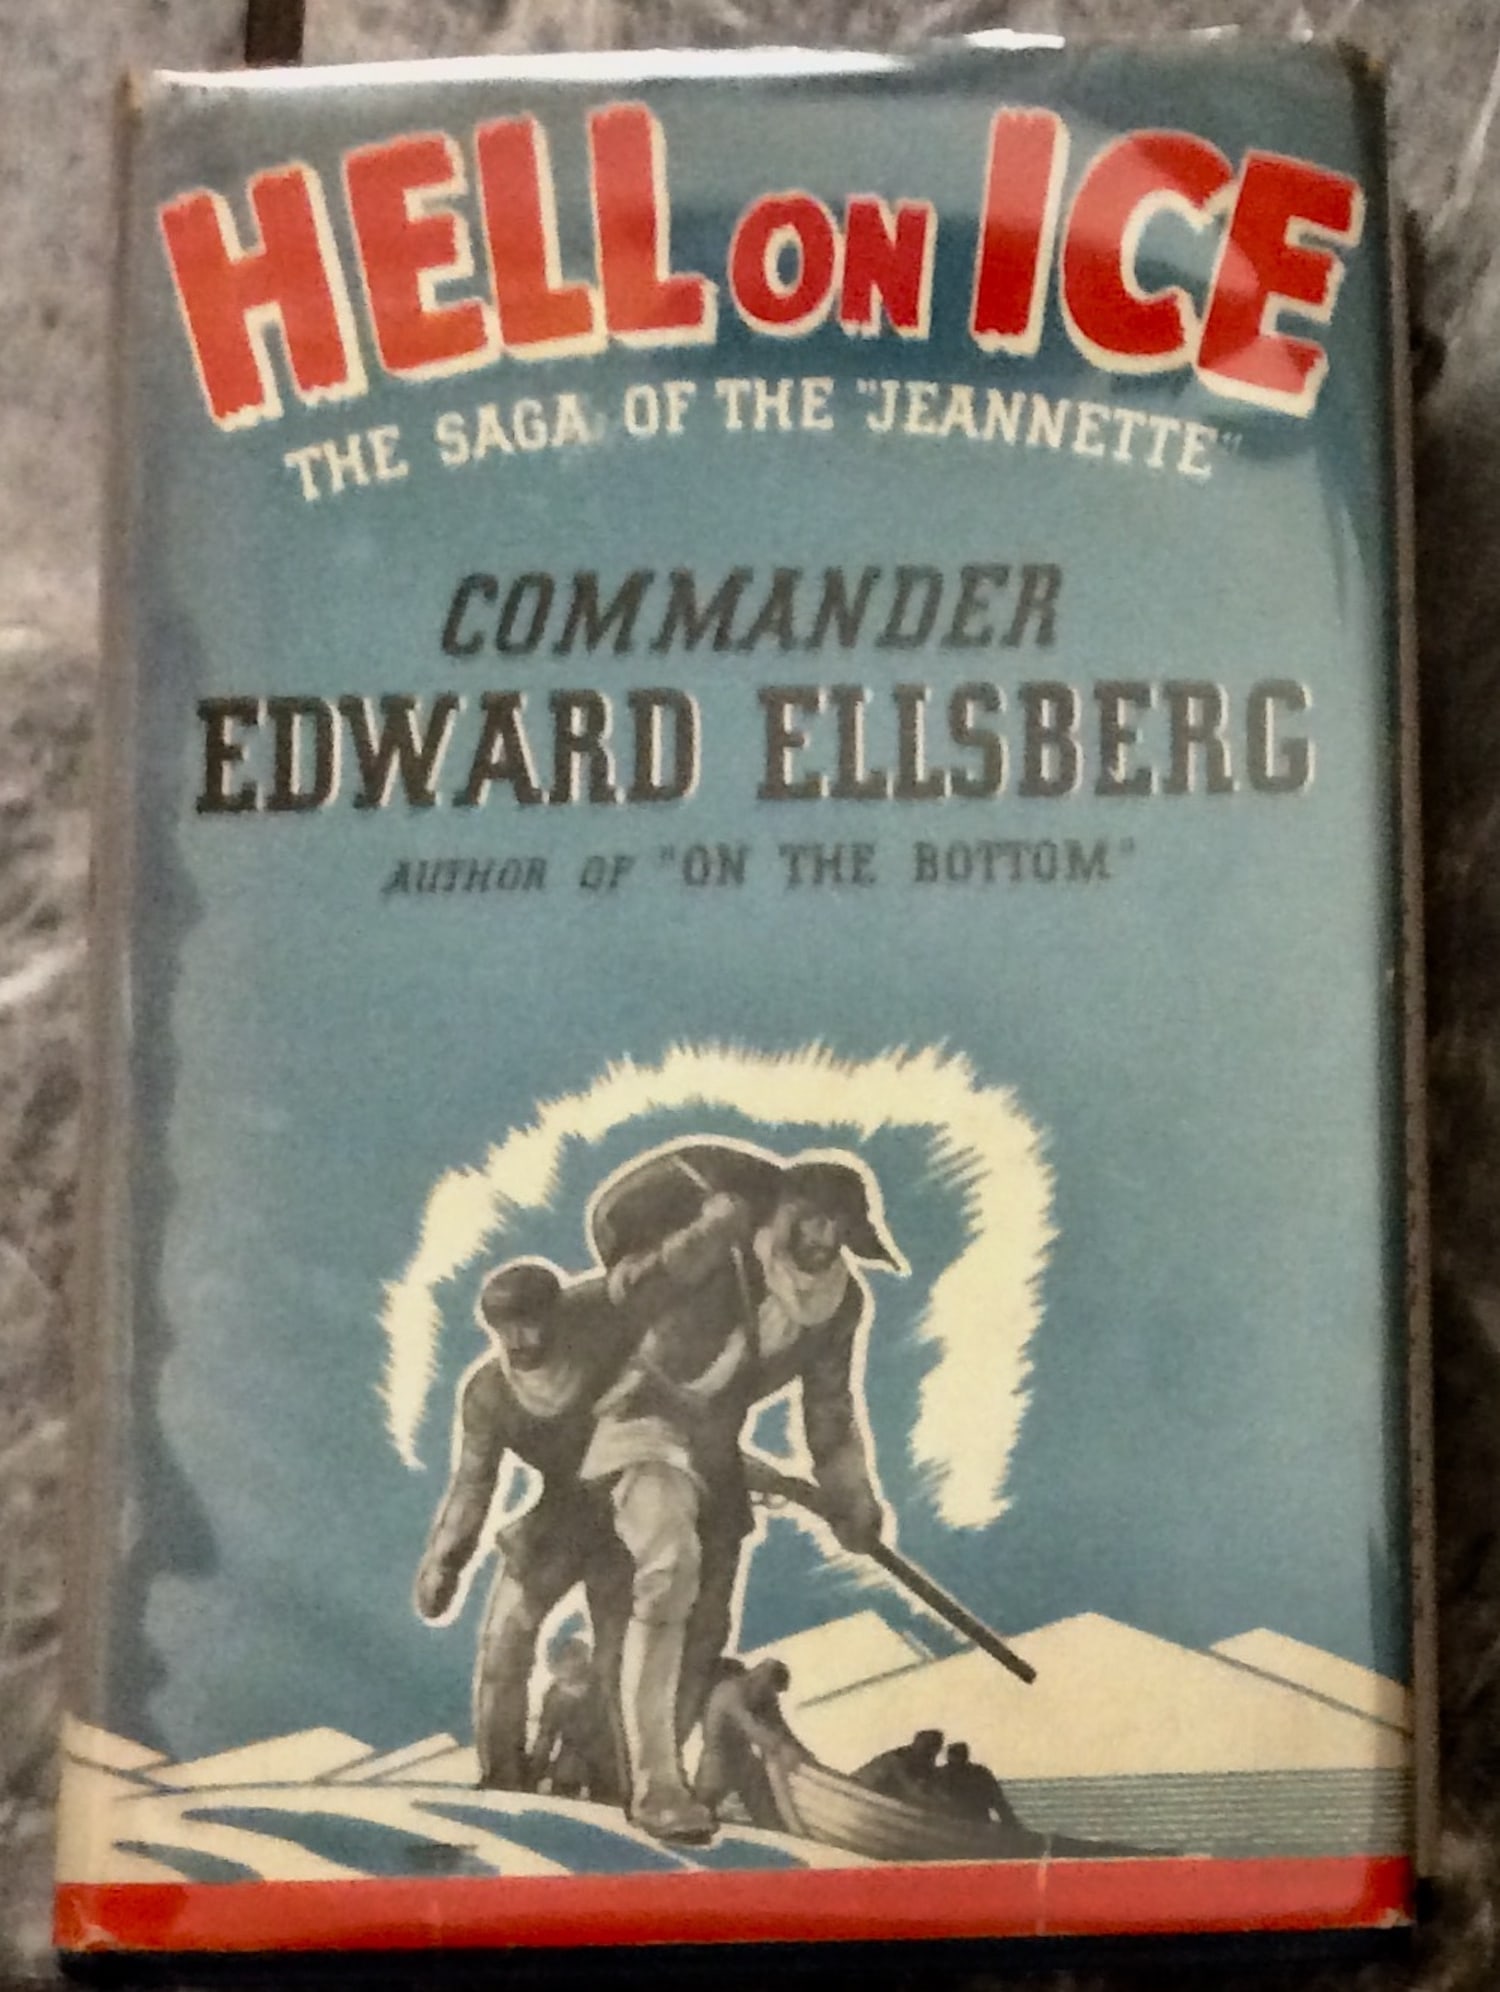 HELL ON ICE
THE SAGA OF THE "JEANNETTE"
COMMANDER
EDWARD ELLSBERG
AUTHOR OF "ON THE BOTTOM"